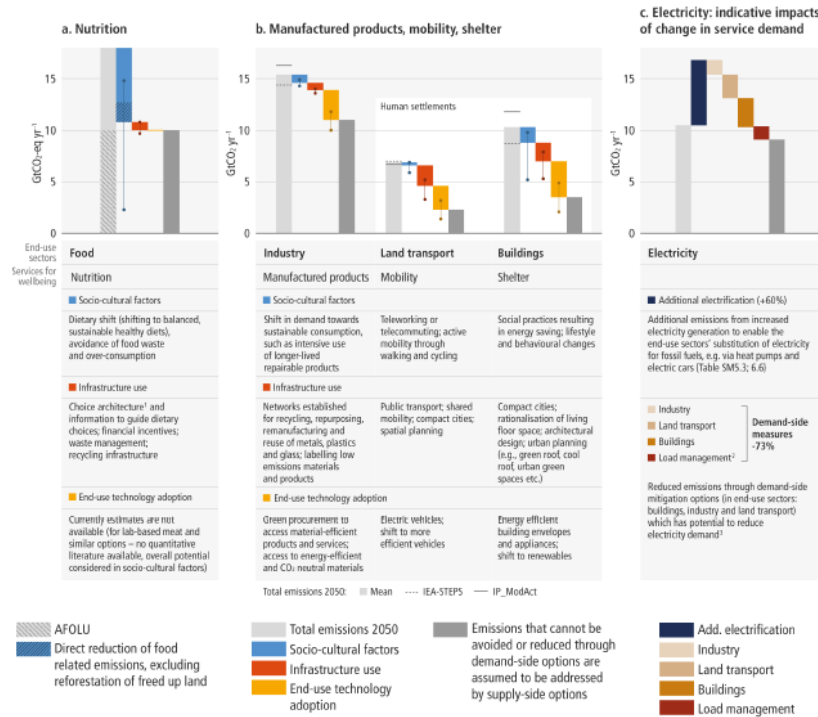 a. Nutrition
b. Manufactured products, mobility, shelter
c. Electricity: indicative impacts
of change in service demand
GtCO₂-eq yr⁻¹
15
10
5
0
GtCO₂ yr⁻¹
15
10
5
0
Human settlements
GtCO₂ yr⁻¹
15
10
5
0
End-use
sectors
Services for
wellbeing
Food
Nutrition
Socio-cultural factors
Dietary shift (shifting to balanced,
sustainable healthy diets),
avoidance of food waste
and over-consumption
Infrastructure use
Choice architecture¹ and
information to guide dietary
choices; financial incentives;
waste management;
recycling infrastructure
End-use technology adoption
Currently estimates are not
available (for lab-based meat and
similar options – no quantitative
literature available, overall potential
considered in socio-cultural factors)
Industry
Land transport
Buildings
Manufactured products
Mobility
Shelter
Socio-cultural factors
Shift in demand towards
sustainable consumption,
such as intensive use
of longer-lived
repairable products
Teleworking or
telecommuting; active
mobility through
walking and cycling
Social practices resulting
in energy saving; lifestyle
and behavioural changes
Infrastructure use
Networks established
for recycling, repurposing,
remanufacturing and
reuse of metals, plastics
and glass; labelling low
emissions materials
and products
Public transport; shared
mobility; compact cities;
spatial planning
Compact cities;
rationalisation of living
floor space; architectural
design; urban planning
(e.g., green roof, cool
roof, urban green
spaces etc.)
End-use technology adoption
Green procurement to
access material-efficient
products and services;
access to energy-efficient
and CO₂ neutral materials
Electric vehicles;
shift to more
efficient vehicles
Energy efficient
building envelopes
and appliances;
shift to renewables
Electricity
Additional electrification (+60%)
Additional emissions from increased
electricity generation to enable the
end-use sectors' substitution of electricity
for fossil fuels, e.g. via heat pumps and
electric cars (Table SM5.3; 6.6)
Industry
Land transport
Buildings
Load management²
Demand-side
measures
-73%
Reduced emissions through demand-side
mitigation options (in end-use sectors:
buildings, industry and land transport)
which has potential to reduce
electricity demand³
Total emissions 2050: Mean IEA-STEPS IP_ModAct
AFOLU
Direct reduction of food
related emissions, excluding
reforestation of freed up land
Total emissions 2050
Socio-cultural factors
Infrastructure use
End-use technology
adoption
Emissions that cannot be
avoided or reduced through
demand-side options are
assumed to be addressed
by supply-side options
Add. electrification
Industry
Land transport
Buildings
Load management